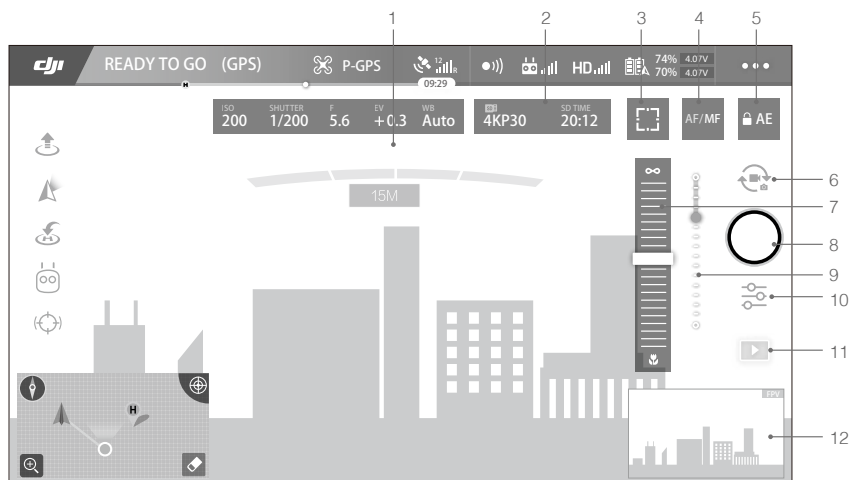 1 2 3 4 5
dji READY TO GO (GPS) P-GPS 12 R HD 74% 4.07V
70% 4.07V
H 09:29
ISO SHUTTER F EV WB SD TIME
200 1/200 5.6 +0.3 Auto 4KP30 20:12 AF/MF AE
∞
6
15M
7
8
9
10
11
H
FPV
12